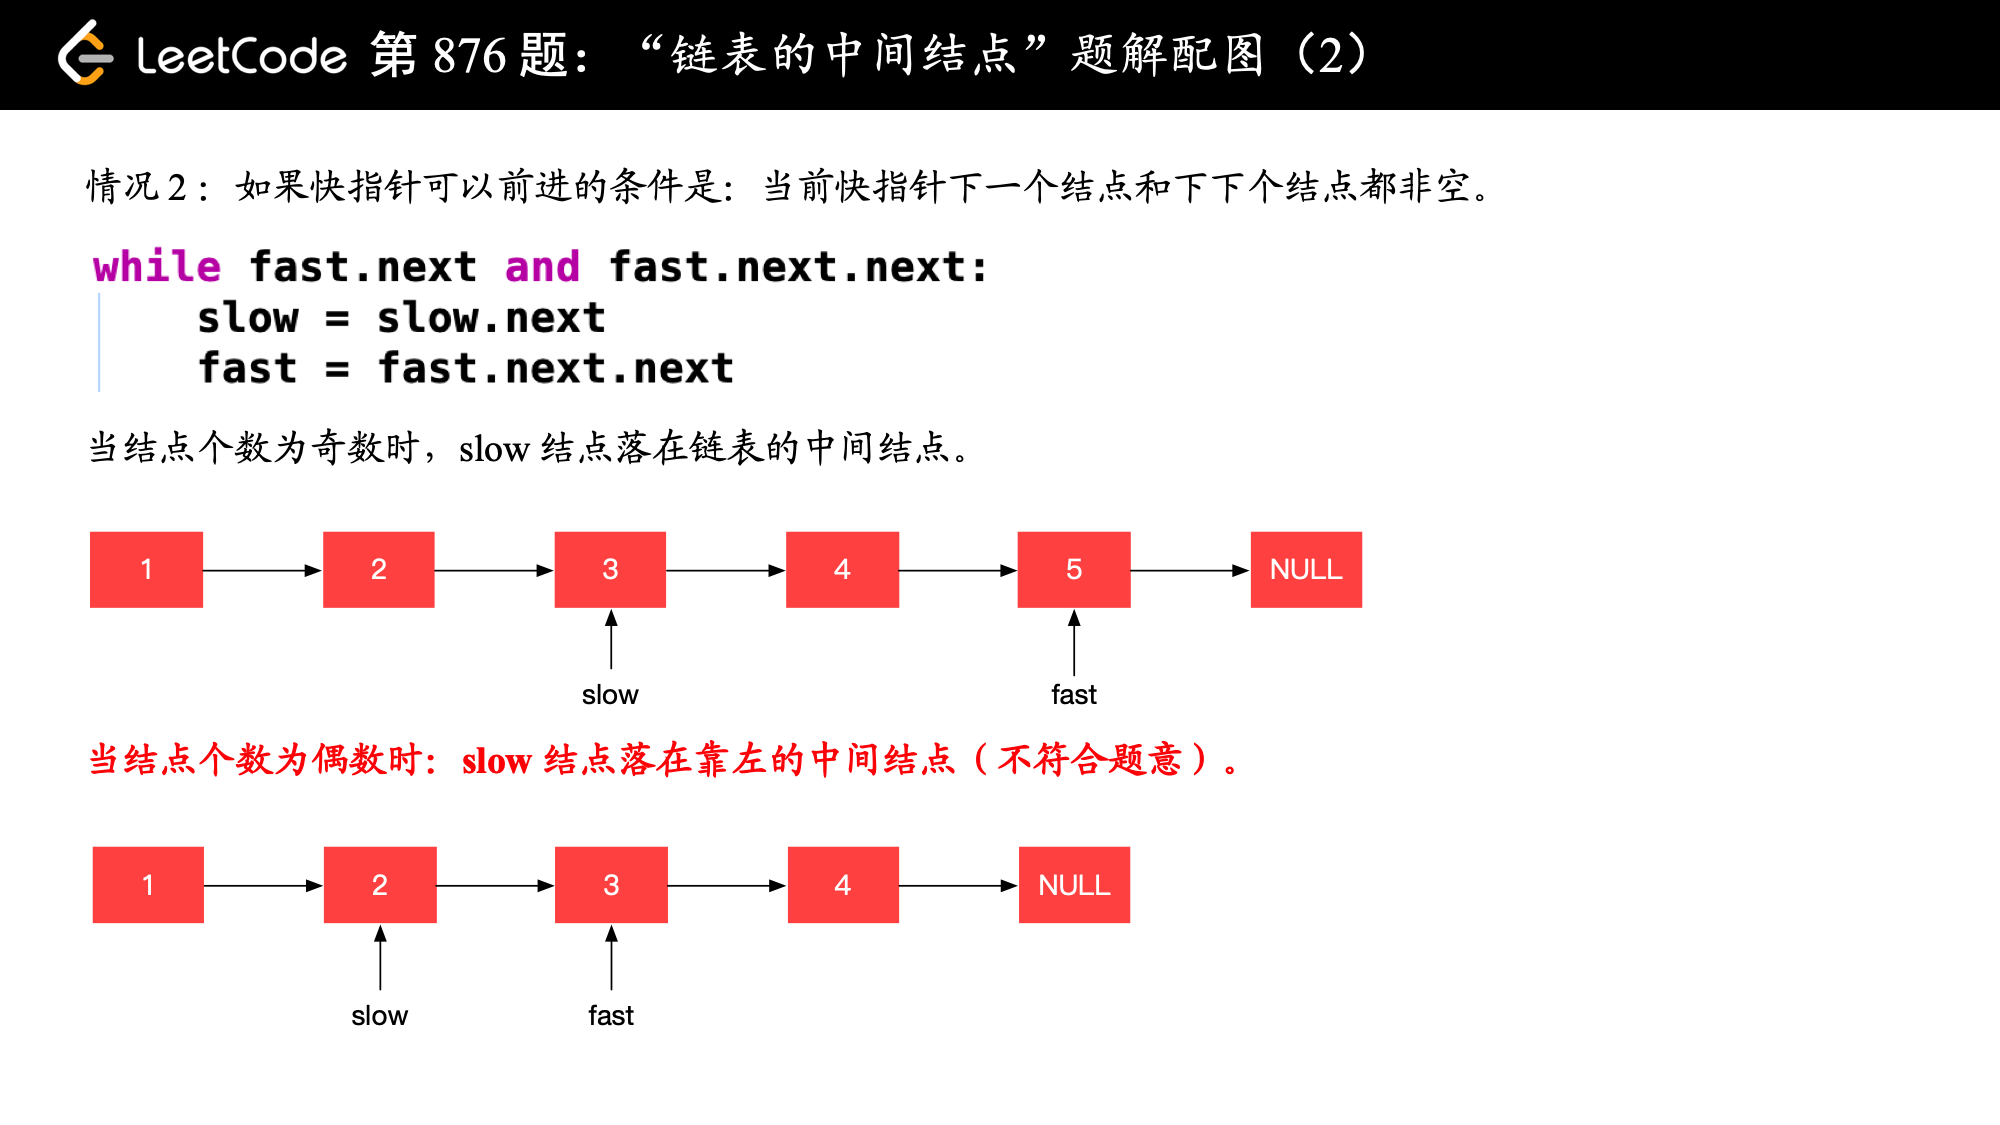 LeetCode 第 876 题：“链表的中间结点”题解配图（2）
情况 2：如果快指针可以前进的条件是：当前快指针下一个结点和下下个结点都非空。
while fast.next and fast.next.next:
    slow = slow.next
    fast = fast.next.next
当结点个数为奇数时，slow 结点落在链表的中间结点。
1 2 3 4 5 NULL
slow fast
当结点个数为偶数时：slow 结点落在靠左的中间结点（不符合题意）。
1 2 3 4 NULL
slow fast